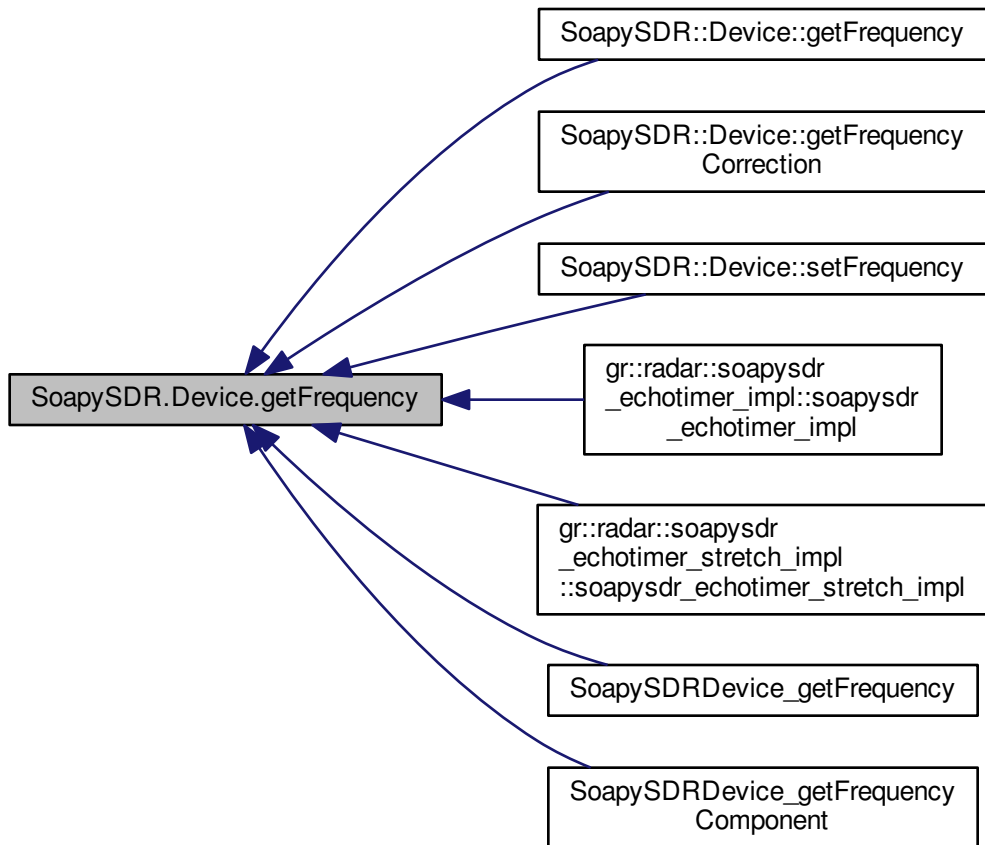 SoapySDR::Device::getFrequency
SoapySDR::Device::getFrequency
Correction
SoapySDR::Device::setFrequency
SoapySDR.Device.getFrequency
gr::radar::soapysdr
_echotimer_impl::soapysdr
_echotimer_impl
gr::radar::soapysdr
_echotimer_stretch_impl
::soapysdr_echotimer_stretch_impl
SoapySDRDevice_getFrequency
SoapySDRDevice_getFrequency
Component